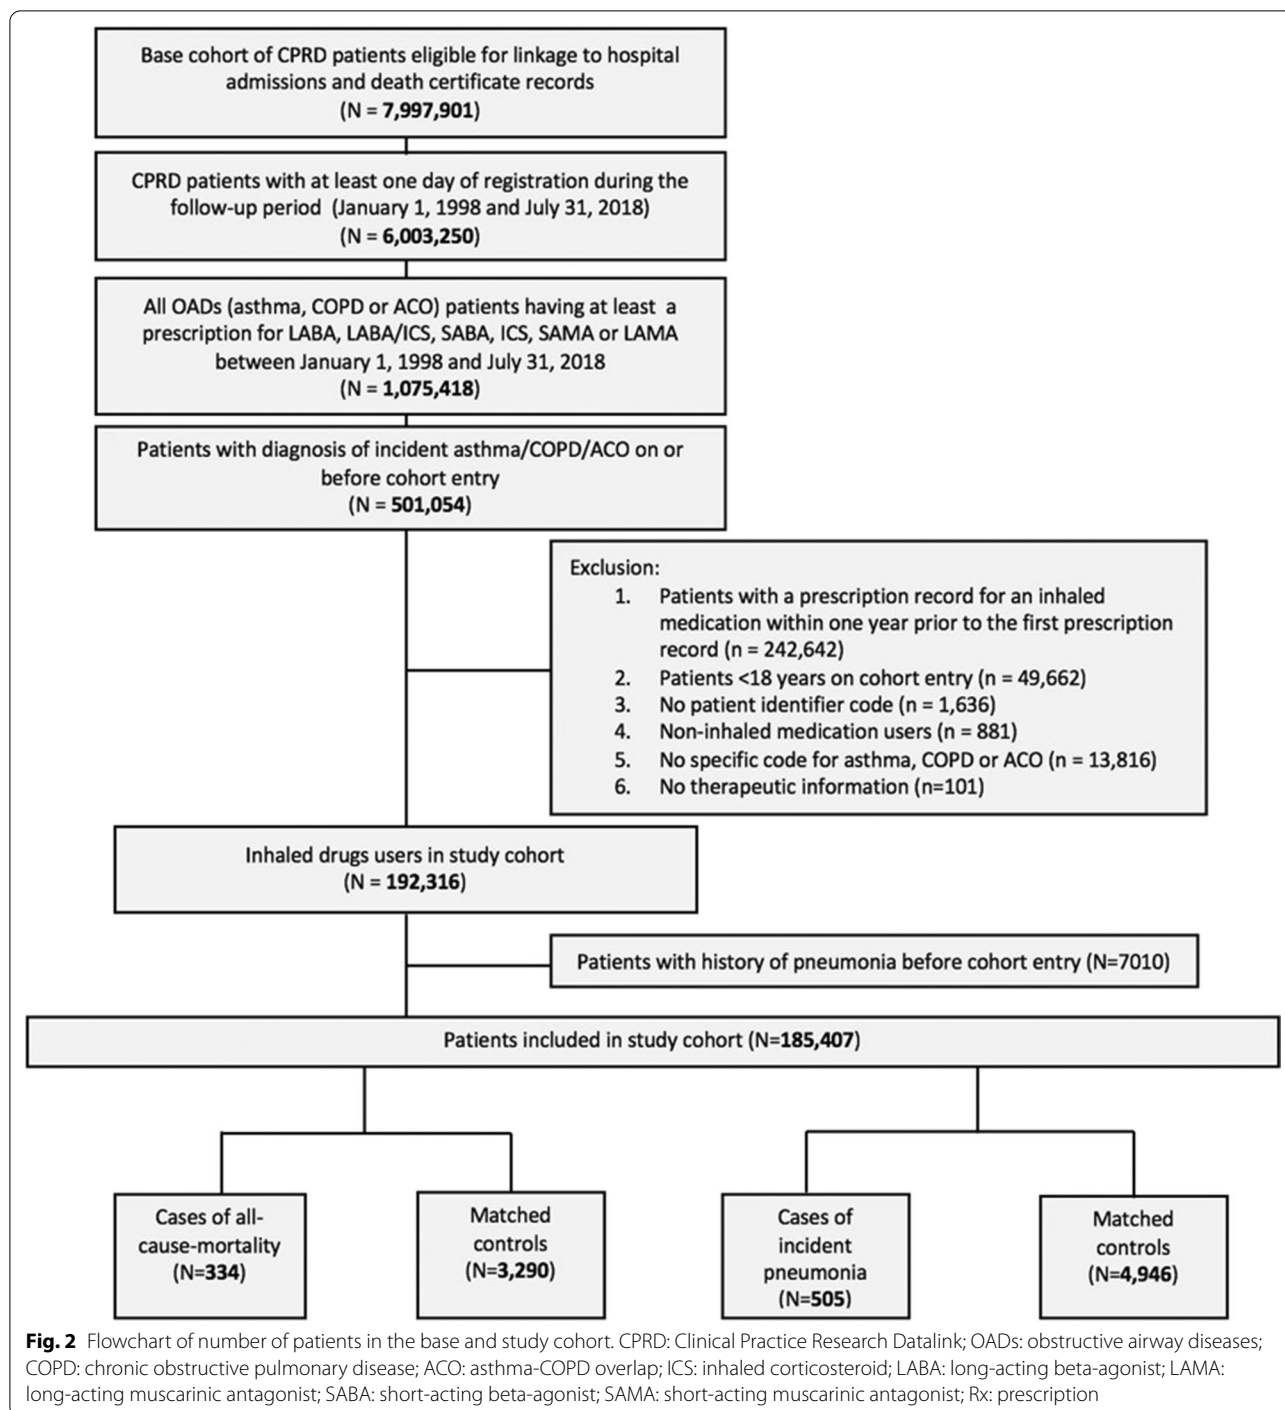 Base cohort of CPRD patients eligible for linkage to hospital
admissions and death certificate records
(N = 7,997,901)
CPRD patients with at least one day of registration during the
follow-up period (January 1, 1998 and July 31, 2018)
(N = 6,003,250)
All OADs (asthma, COPD or ACO) patients having at least a
prescription for LABA, LABA/ICS, SABA, ICS, SAMA or LAMA
between January 1, 1998 and July 31, 2018
(N = 1,075,418)
Patients with diagnosis of incident asthma/COPD/ACO on or
before cohort entry
(N = 501,054)
Exclusion:
1. Patients with a prescription record for an inhaled
medication within one year prior to the first prescription
record (n = 242,642)
2. Patients <18 years on cohort entry (n = 49,662)
3. No patient identifier code (n = 1,636)
4. Non-inhaled medication users (n = 881)
5. No specific code for asthma, COPD or ACO (n = 13,816)
6. No therapeutic information (n=101)
Inhaled drugs users in study cohort
(N = 192,316)
Patients with history of pneumonia before cohort entry (N=7010)
Patients included in study cohort (N=185,407)
Cases of all-
cause-mortality
(N=334)
Matched
controls
(N=3,290)
Cases of
incident
pneumonia
(N=505)
Matched
controls
(N=4,946)
Fig. 2 Flowchart of number of patients in the base and study cohort. CPRD: Clinical Practice Research Datalink; OADs: obstructive airway diseases;
COPD: chronic obstructive pulmonary disease; ACO: asthma-COPD overlap; ICS: inhaled corticosteroid; LABA: long-acting beta-agonist; LAMA:
long-acting muscarinic antagonist; SABA: short-acting beta-agonist; SAMA: short-acting muscarinic antagonist; Rx: prescription